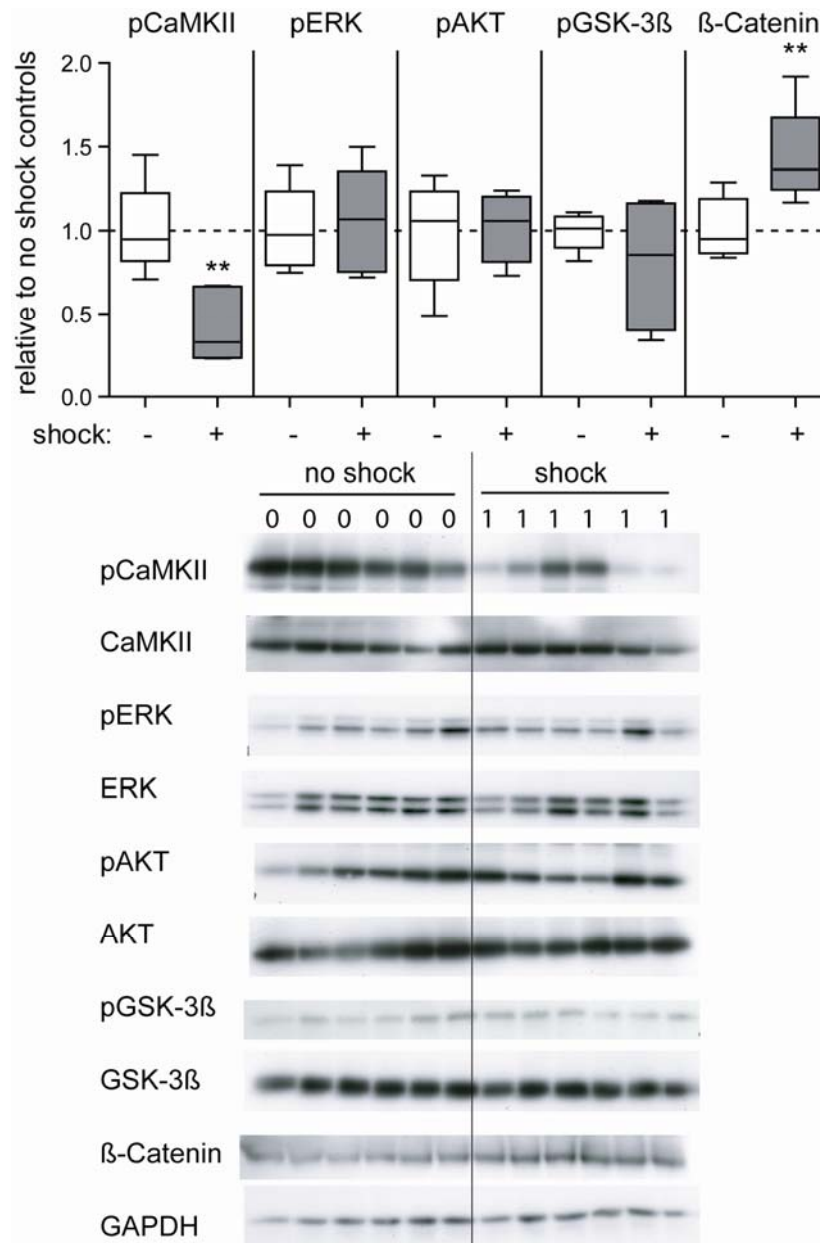 pCaMKII pERK pAKT pGSK-3ß ß-Catenin
relative to no shock controls
2.0
1.5
1.0
0.5
0.0
**
**
shock: - + - + - + - + - +
no shock shock
0 0 0 0 0 0 1 1 1 1 1 1
pCaMKII
CaMKII
pERK
ERK
pAKT
AKT
pGSK-3ß
GSK-3ß
ß-Catenin
GAPDH